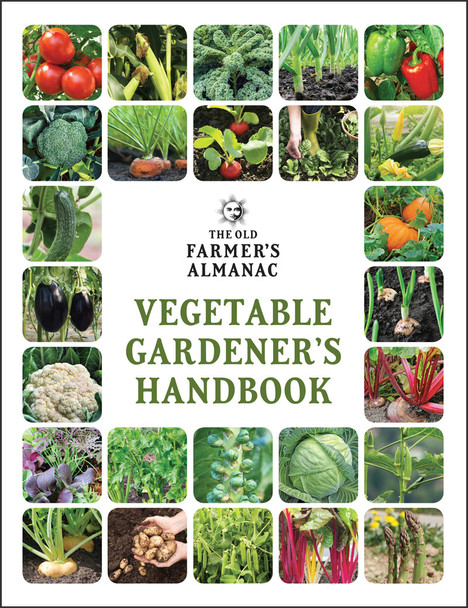 THE OLD
FARMER'S
ALMANAC
VEGETABLE
GARDENER'S
HANDBOOK